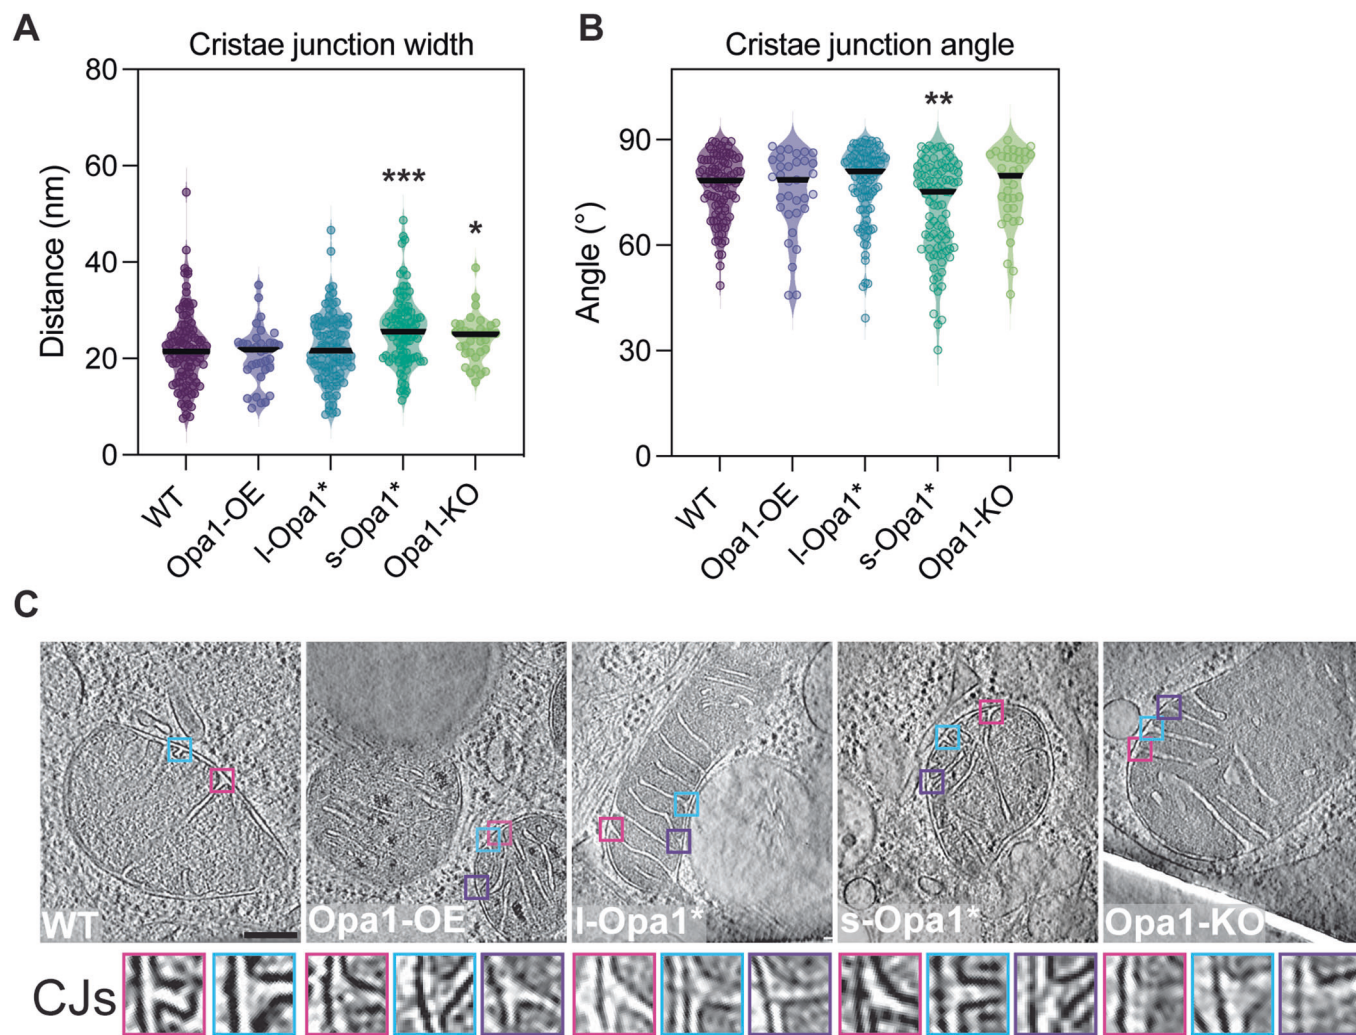 A
Cristae junction width
Distance (nm)
80
60
40
20
0
***
*
WT
Opa1-OE
l-Opa1*
s-Opa1*
Opa1-KO
B
Cristae junction angle
Angle (°)
90
60
30
0
**
WT
Opa1-OE
l-Opa1*
s-Opa1*
Opa1-KO
C
WT
Opa1-OE
l-Opa1*
s-Opa1*
Opa1-KO
CJs